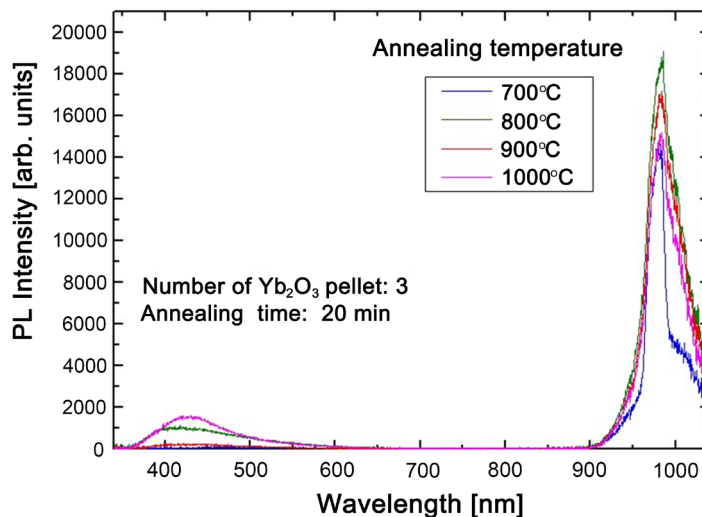 20000
18000
16000
14000
12000
10000
8000
6000
4000
2000
0
PL Intensity [arb. units]
Annealing temperature
700°C
800°C
900°C
1000°C
Number of Yb₂O₃ pellet: 3
Annealing time: 20 min
400 500 600 700 800 900 1000
Wavelength [nm]